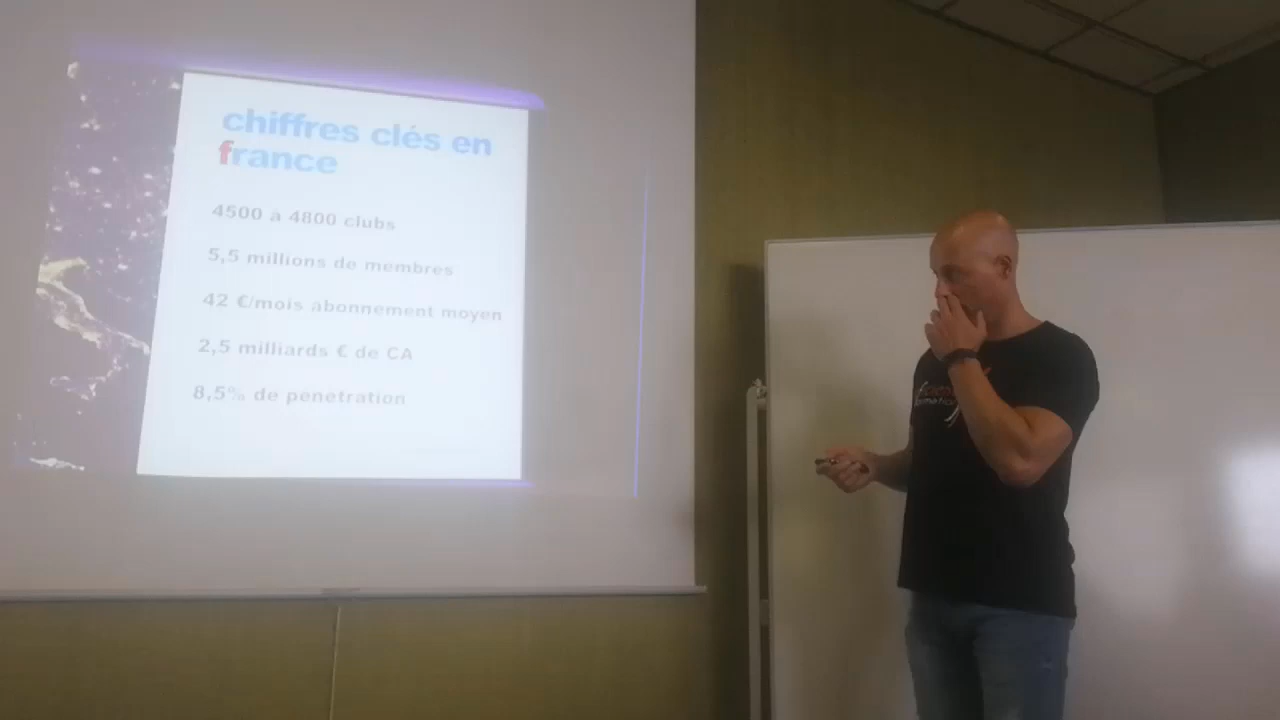 chiffres clés en
france
4500 à 4800 clubs
5,5 millions de membres
42 €/mois abonnement moyen
2,5 milliards € de CA
8,5% de pénétration